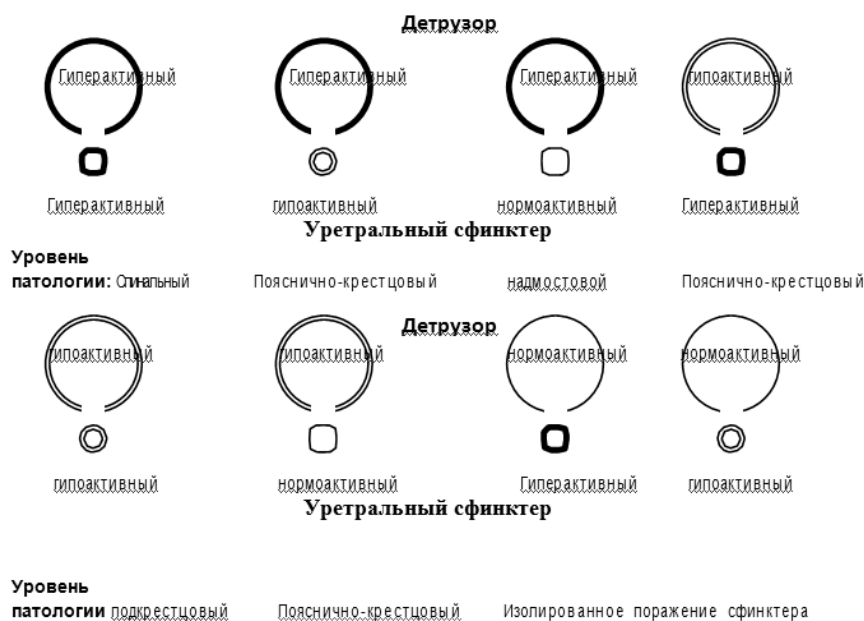 Детрузор
Гиперактивный Гиперактивный Гиперактивный гипоактивный
Гиперактивный гипоактивный нормоактивный Гиперактивный
Уретральный сфинктер
Уровень
патологии: Спинальный Пояснично-крестцовый надмостовой Пояснично-крестцовый
Детрузор
гипоактивный гипоактивный нормоактивный нормоактивный
гипоактивный нормоактивный Гиперактивный гипоактивный
Уретральный сфинктер
Уровень
патологии подкрестцовый Пояснично-крестцовый Изолированное поражение сфинктера